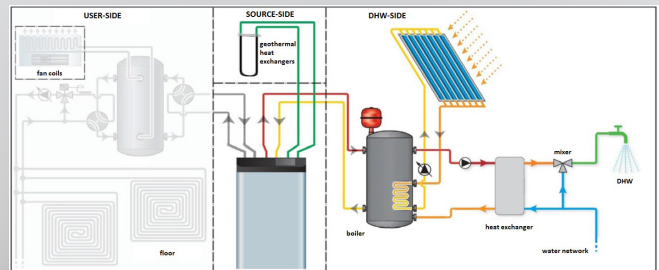 USER-SIDE
SOURCE-SIDE
DHW-SIDE
fan coils
geothermal
heat
exchangers
mixer
DHW
boiler
heat exchanger
floor
water network